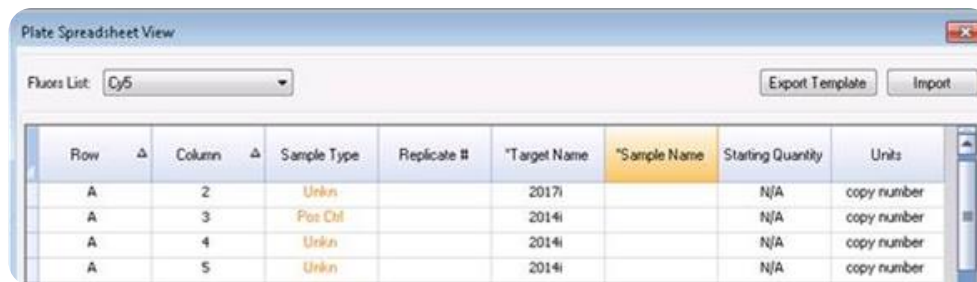 Plate Spreadsheet View
Fluors List: Cy5 Export Template Import
Row Column Sample Type Replicate # *Target Name *Sample Name Starting Quantity Units
A 2 Unkn 2017i N/A copy number
A 3 Pos Ctrl 2014i N/A copy number
A 4 Unkn 2014i N/A copy number
A 5 Unkn 2014i N/A copy number